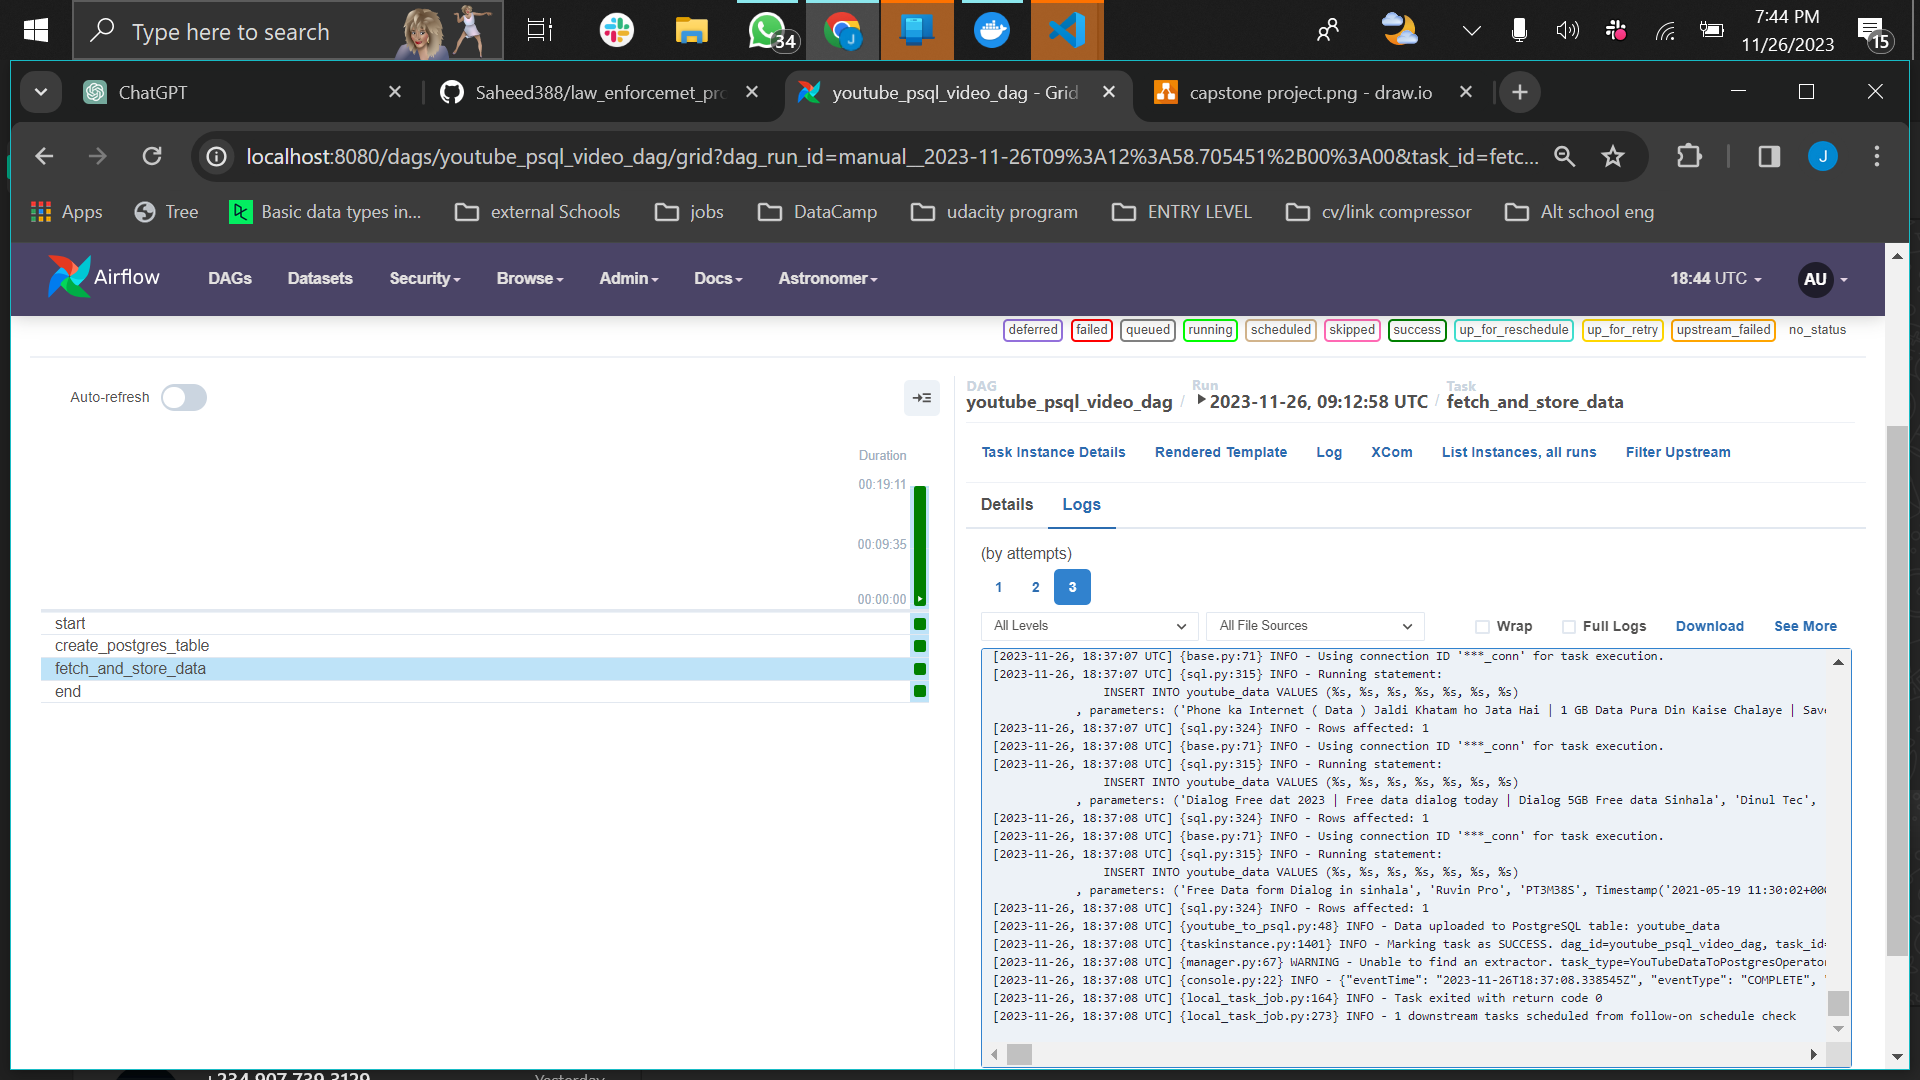 Type here to search
34
7:44 PM
11/26/2023
15
ChatGPT
Saheed388/law_enforcemet_pro
youtube_psql_video_dag - Grid
capstone project.png - draw.io
localhost:8080/dags/youtube_psql_video_dag/grid?dag_run_id=manual__2023-11-26T09%3A12%3A58.705451%2B00%3A00&task_id=fetc...
J
Apps
Tree
Basic data types in...
external Schools
jobs
DataCamp
udacity program
ENTRY LEVEL
cv/link compressor
Alt school eng
Airflow
DAGs
Datasets
Security
Browse
Admin
Docs
Astronomer
18:44 UTC
AU
deferred
failed
queued
running
scheduled
skipped
success
up_for_reschedule
up_for_retry
upstream_failed
no_status
Auto-refresh
Duration
00:19:11
00:09:35
00:00:00
start
create_postgres_table
fetch_and_store_data
end
DAG
youtube_psql_video_dag
/
Run
2023-11-26, 09:12:58 UTC
/
Task
fetch_and_store_data
Task Instance Details
Rendered Template
Log
XCom
List Instances, all runs
Filter Upstream
Details
Logs
(by attempts)
1
2
3
All Levels
All File Sources
Wrap
Full Logs
Download
See More
[2023-11-26, 18:37:07 UTC] {base.py:71} INFO - Using connection ID '***_conn' for task execution.
[2023-11-26, 18:37:07 UTC] {sql.py:315} INFO - Running statement:
INSERT INTO youtube_data VALUES (%s, %s, %s, %s, %s, %s, %s)
, parameters: ('Phone ka Internet ( Data ) Jaldi Khatam ho Jata Hai | 1 GB Data Pura Din Kaise Chalaye | Save
[2023-11-26, 18:37:07 UTC] {sql.py:324} INFO - Rows affected: 1
[2023-11-26, 18:37:08 UTC] {base.py:71} INFO - Using connection ID '***_conn' for task execution.
[2023-11-26, 18:37:08 UTC] {sql.py:315} INFO - Running statement:
INSERT INTO youtube_data VALUES (%s, %s, %s, %s, %s, %s, %s)
, parameters: ('Dialog Free dat 2023 | Free data dialog today | Dialog 5GB Free data Sinhala', 'Dinul Tec',
[2023-11-26, 18:37:08 UTC] {sql.py:324} INFO - Rows affected: 1
[2023-11-26, 18:37:08 UTC] {base.py:71} INFO - Using connection ID '***_conn' for task execution.
[2023-11-26, 18:37:08 UTC] {sql.py:315} INFO - Running statement:
INSERT INTO youtube_data VALUES (%s, %s, %s, %s, %s, %s, %s)
, parameters: ('Free Data form Dialog in sinhala', 'Ruvin Pro', 'PT3M38S', Timestamp('2021-05-19 11:30:02+000
[2023-11-26, 18:37:08 UTC] {sql.py:324} INFO - Rows affected: 1
[2023-11-26, 18:37:08 UTC] {youtube_to_psql.py:48} INFO - Data uploaded to PostgreSQL table: youtube_data
[2023-11-26, 18:37:08 UTC] {taskinstance.py:1401} INFO - Marking task as SUCCESS. dag_id=youtube_psql_video_dag, task_id=
[2023-11-26, 18:37:08 UTC] {manager.py:67} WARNING - Unable to find an extractor. task_type=YouTubeDataToPostgresOperator
[2023-11-26, 18:37:08 UTC] {console.py:22} INFO - {"eventTime": "2023-11-26T18:37:08.338545Z", "eventType": "COMPLETE",
[2023-11-26, 18:37:08 UTC] {local_task_job.py:164} INFO - Task exited with return code 0
[2023-11-26, 18:37:08 UTC] {local_task_job.py:273} INFO - 1 downstream tasks scheduled from follow-on schedule check
+234 907 739 3129
Yesterday